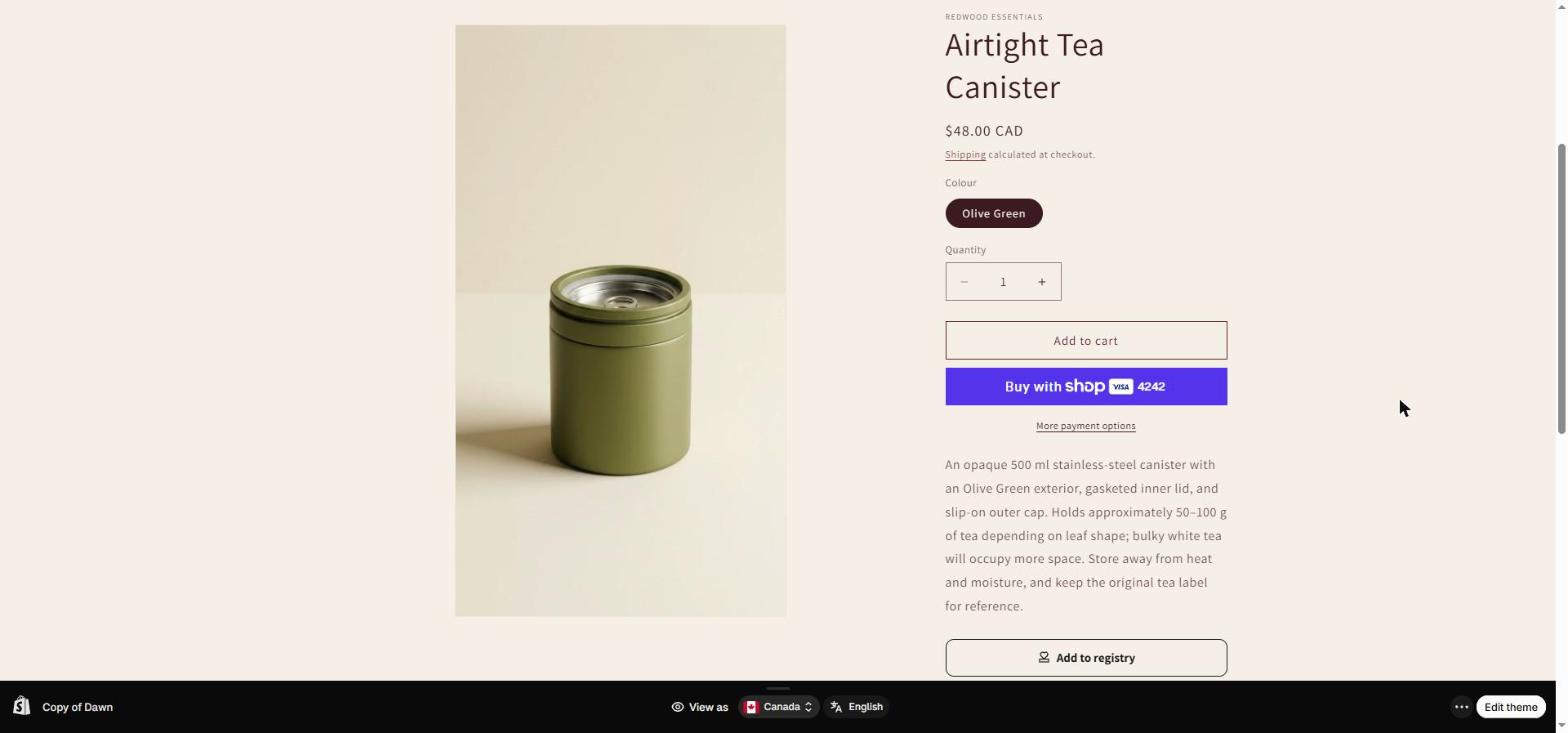 REDWOOD ESSENTIALS
Airtight Tea
Canister
$48.00 CAD
Shipping calculated at checkout.
Colour
Olive Green
Quantity
− 1 +
Add to cart
Buy with shop VISA 4242
More payment options
An opaque 500 ml stainless-steel canister with
an Olive Green exterior, gasketed inner lid, and
slip-on outer cap. Holds approximately 50–100 g
of tea depending on leaf shape; bulky white tea
will occupy more space. Store away from heat
and moisture, and keep the original tea label
for reference.
Add to registry
Copy of Dawn
View as
Canada
English
Edit theme